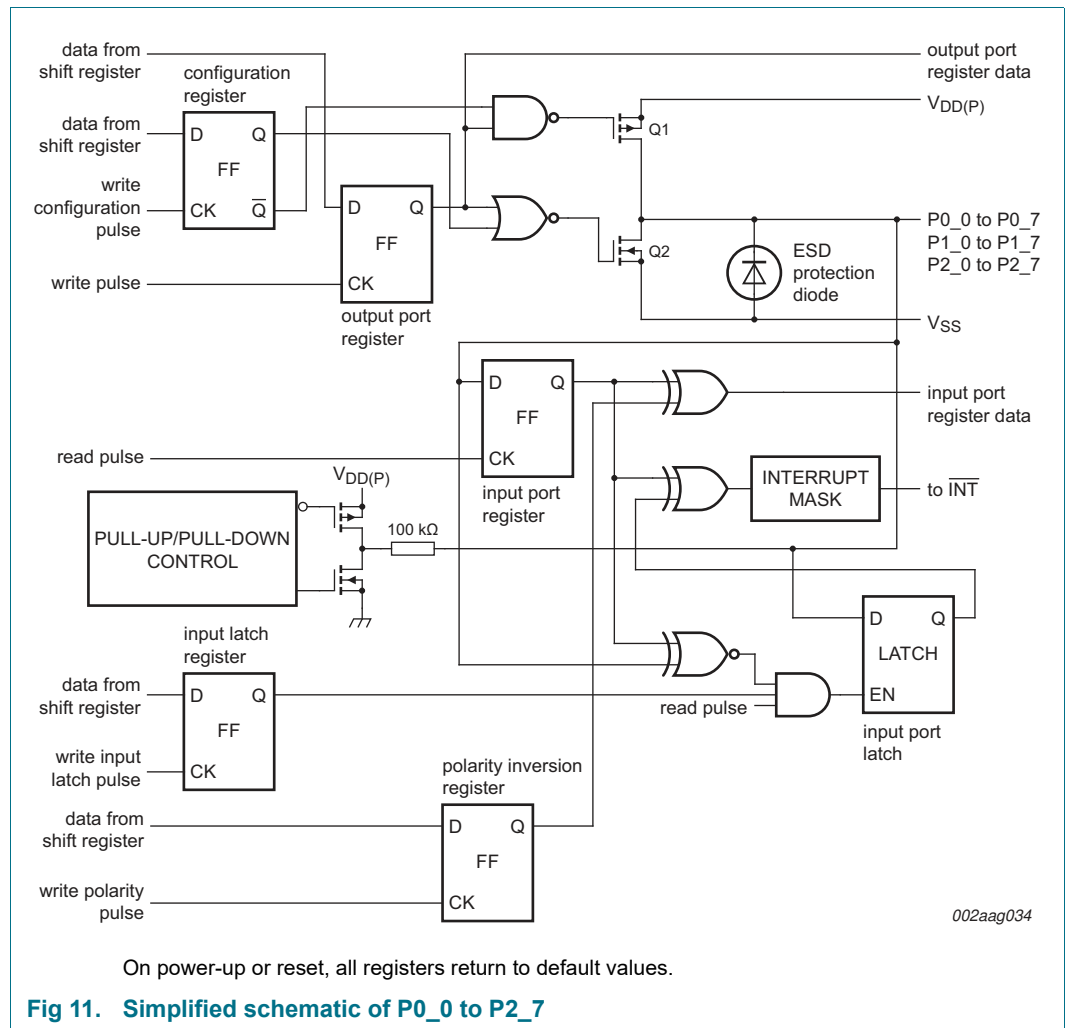 data from
shift register
configuration
register
data from
shift register
write
configuration
pulse
D Q
FF
CK Q̅
write pulse
D Q
FF
CK
output port
register
Q1
Q2
output port
register data
VDD(P)
P0_0 to P0_7
P1_0 to P1_7
P2_0 to P2_7
ESD
protection
diode
VSS
D Q
FF
CK
read pulse
input port
register
input port
register data
INTERRUPT
MASK
to I̅N̅T̅
VDD(P)
PULL-UP/PULL-DOWN
CONTROL
100 kΩ
D Q
LATCH
EN
input port
latch
read pulse
input latch
register
data from
shift register
D Q
FF
CK
write input
latch pulse
polarity inversion
register
data from
shift register
D Q
FF
CK
write polarity
pulse
002aag034
On power-up or reset, all registers return to default values.
Fig 11. Simplified schematic of P0_0 to P2_7